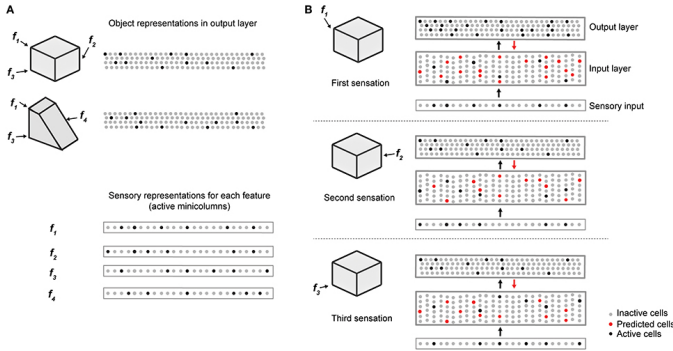 A
Object representations in output layer
f1
f2
f3
f1
f4
f3
Sensory representations for each feature
(active minicolumns)
f1
f2
f3
f4
B
f1
First sensation
Output layer
Input layer
Sensory input
f2
Second sensation
f3
Third sensation
Inactive cells
Predicted cells
Active cells